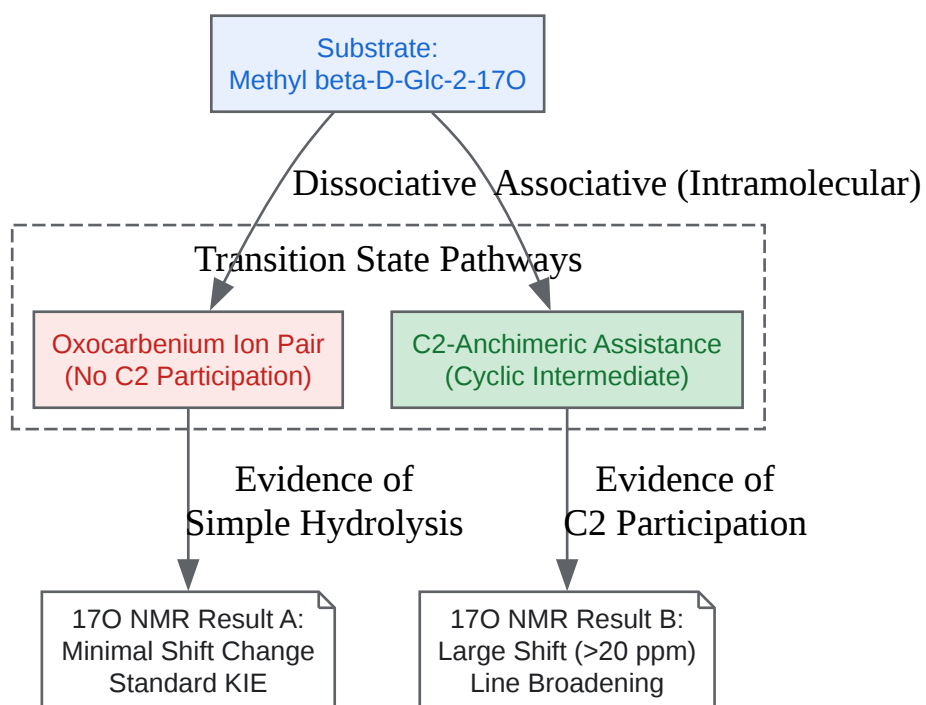 Substrate:
Methyl beta-D-Glc-2-17O
Dissociative
Associative (Intramolecular)
Transition State Pathways
Oxocarbenium Ion Pair
(No C2 Participation)
C2-Anchimeric Assistance
(Cyclic Intermediate)
Evidence of
Simple Hydrolysis
Evidence of
C2 Participation
17O NMR Result A:
Minimal Shift Change
Standard KIE
17O NMR Result B:
Large Shift (>20 ppm)
Line Broadening